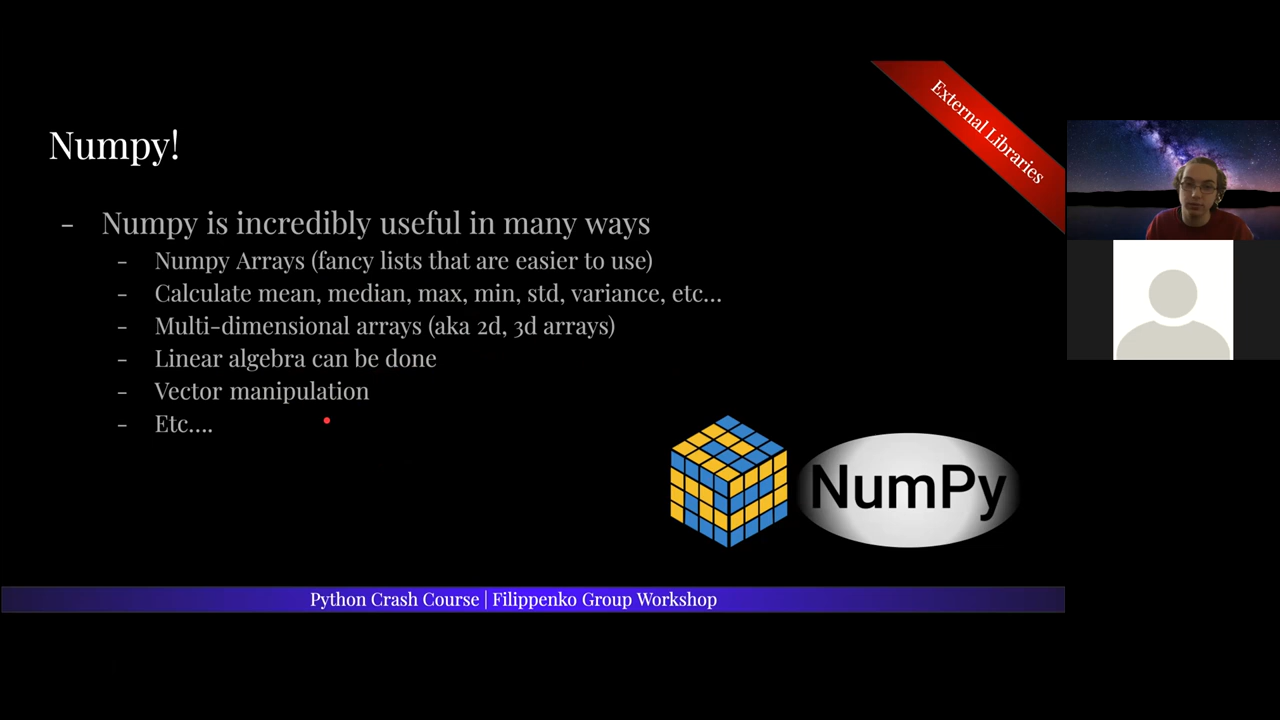 External Libraries
Numpy!
- Numpy is incredibly useful in many ways
- Numpy Arrays (fancy lists that are easier to use)
- Calculate mean, median, max, min, std, variance, etc...
- Multi-dimensional arrays (aka 2d, 3d arrays)
- Linear algebra can be done
- Vector manipulation
- Etc....
NumPy
Python Crash Course | Filippenko Group Workshop